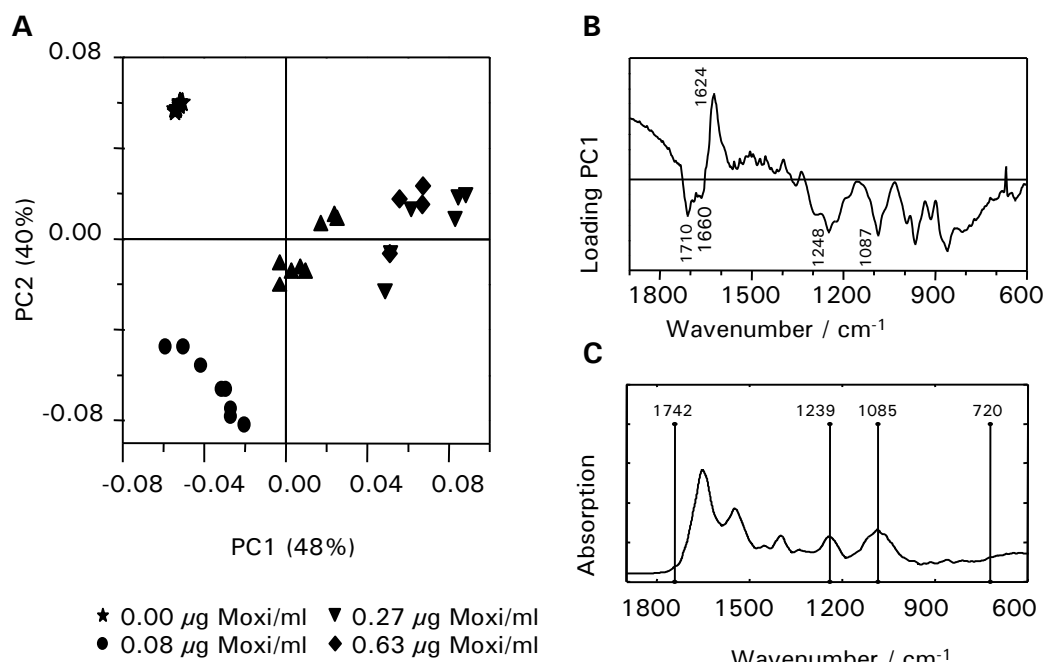 A
0.08
0.00
-0.08
PC2 (40%)
-0.08 -0.04 0.00 0.04 0.08
PC1 (48%)
0.00 µg Moxi/ml
0.27 µg Moxi/ml
0.08 µg Moxi/ml
0.63 µg Moxi/ml
B
Loading PC1
1624
1710
1660
1248
1087
1800 1500 1200 900 600
Wavenumber / cm-1
C
Absorption
1742 1239 1085 720
1800 1500 1200 900 600
Wavenumber / cm-1